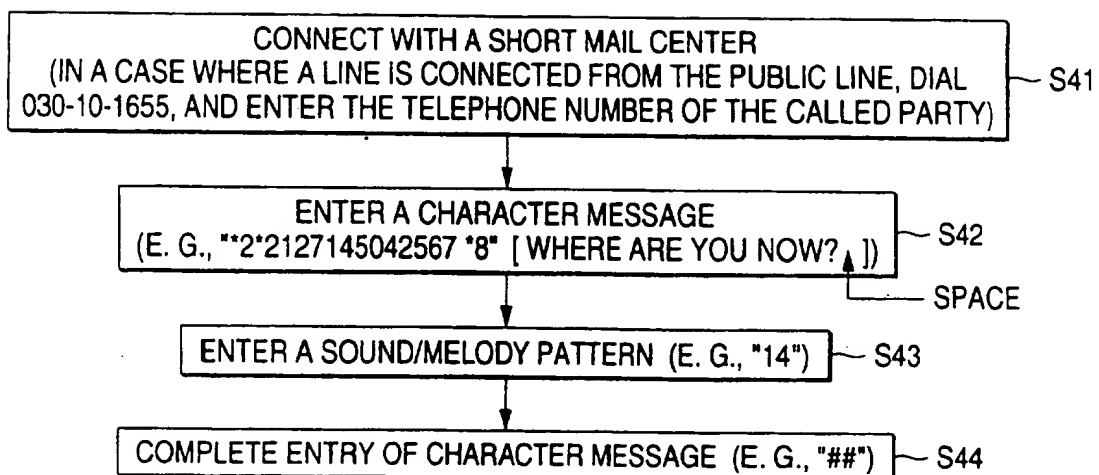 CONNECT WITH A SHORT MAIL CENTER
(IN A CASE WHERE A LINE IS CONNECTED FROM THE PUBLIC LINE, DIAL
030-10-1655, AND ENTER THE TELEPHONE NUMBER OF THE CALLED PARTY)
S41
ENTER A CHARACTER MESSAGE
(E. G., "*2*2127145042567 *8" [ WHERE ARE YOU NOW? ])
S42
SPACE
ENTER A SOUND/MELODY PATTERN (E. G., "14")
S43
COMPLETE ENTRY OF CHARACTER MESSAGE (E. G., "##")
S44